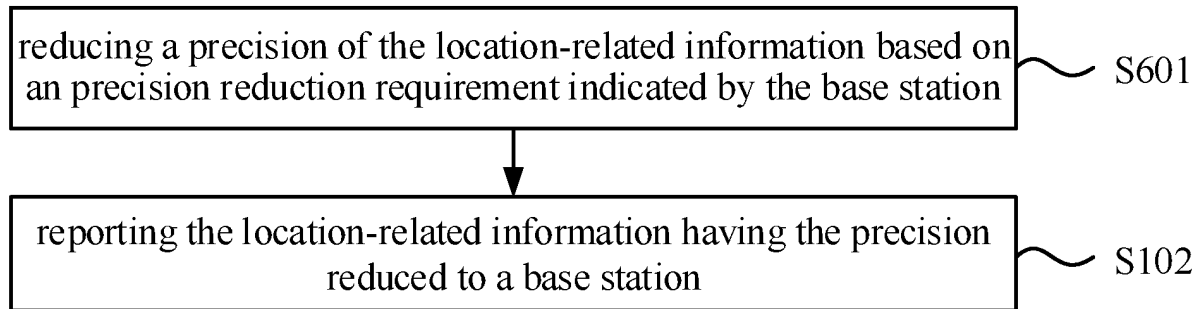 reducing a precision of the location-related information based on
an precision reduction requirement indicated by the base station
S601
reporting the location-related information having the precision
reduced to a base station
S102